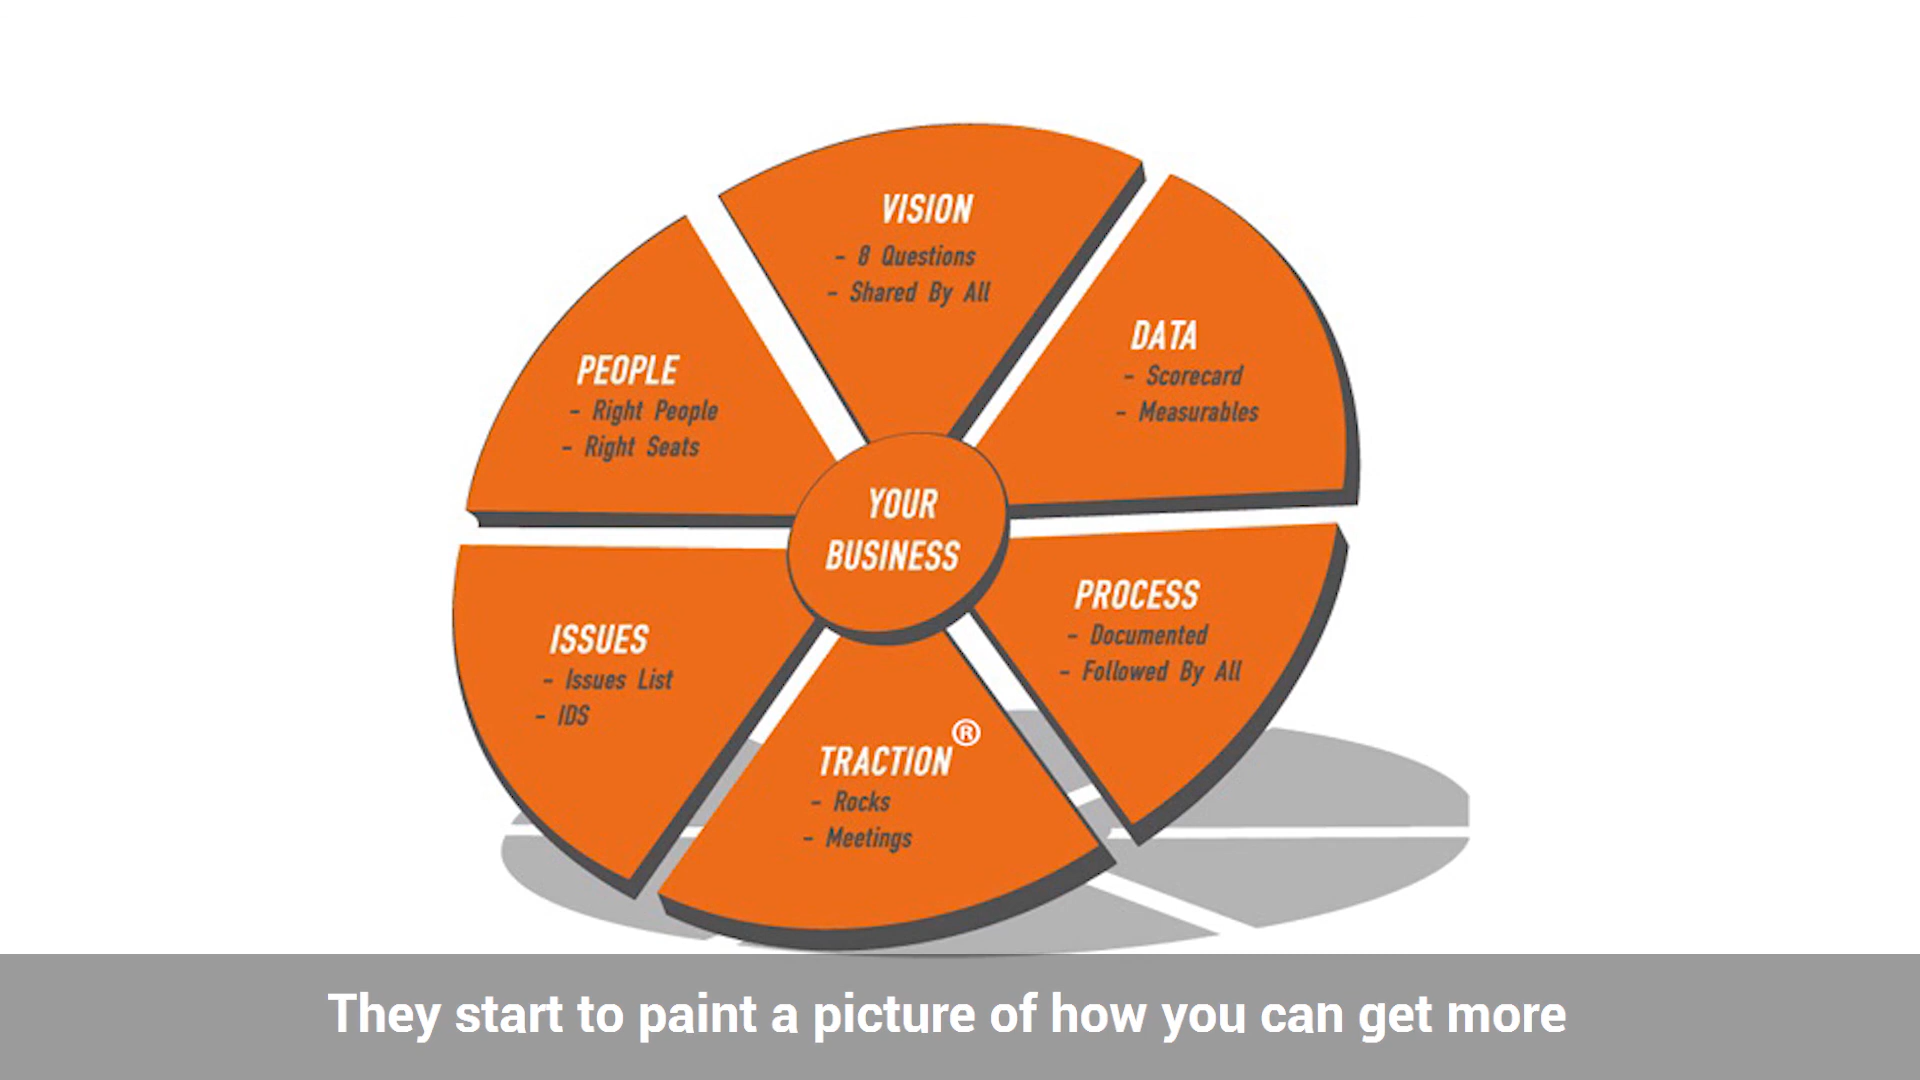 VISION
- 8 Questions
- Shared By All
DATA
- Scorecard
- Measurables
PROCESS
- Documented
- Followed By All
TRACTION®
- Rocks
- Meetings
ISSUES
- Issues List
- IDS
PEOPLE
- Right People
- Right Seats
YOUR
BUSINESS
They start to paint a picture of how you can get more